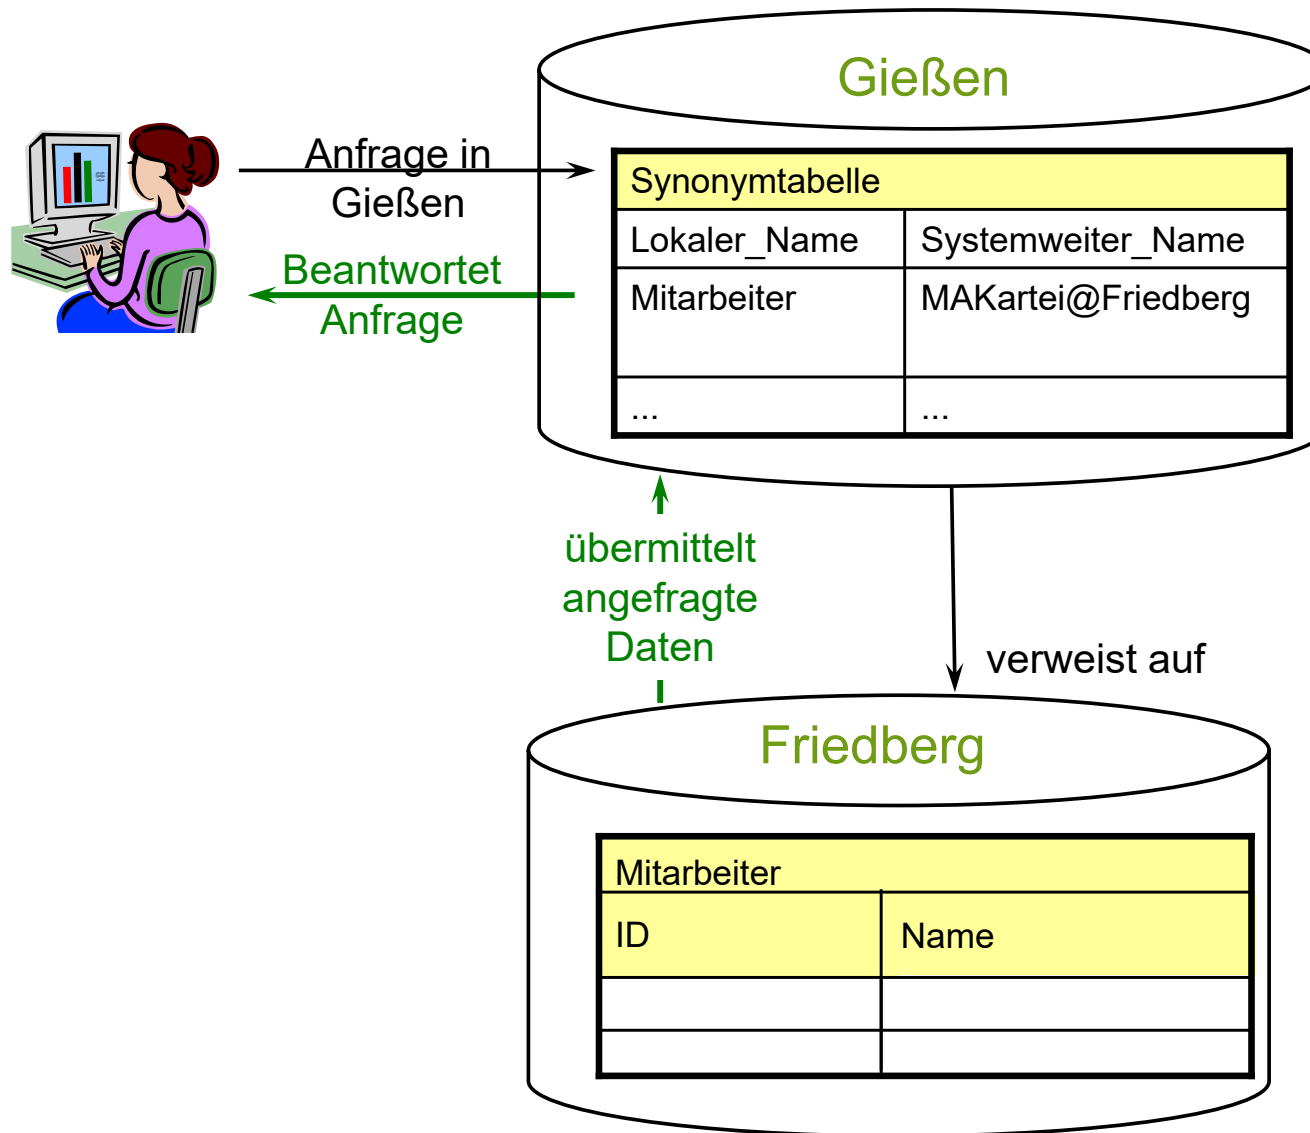 Gießen
Anfrage in
Gießen
Beantwortet
Anfrage
Synonymtabelle
Lokaler_Name Systemweiter_Name
Mitarbeiter MAKartei@Friedberg
... ...
übermittelt
angefragte
Daten
verweist auf
Friedberg
Mitarbeiter
ID Name